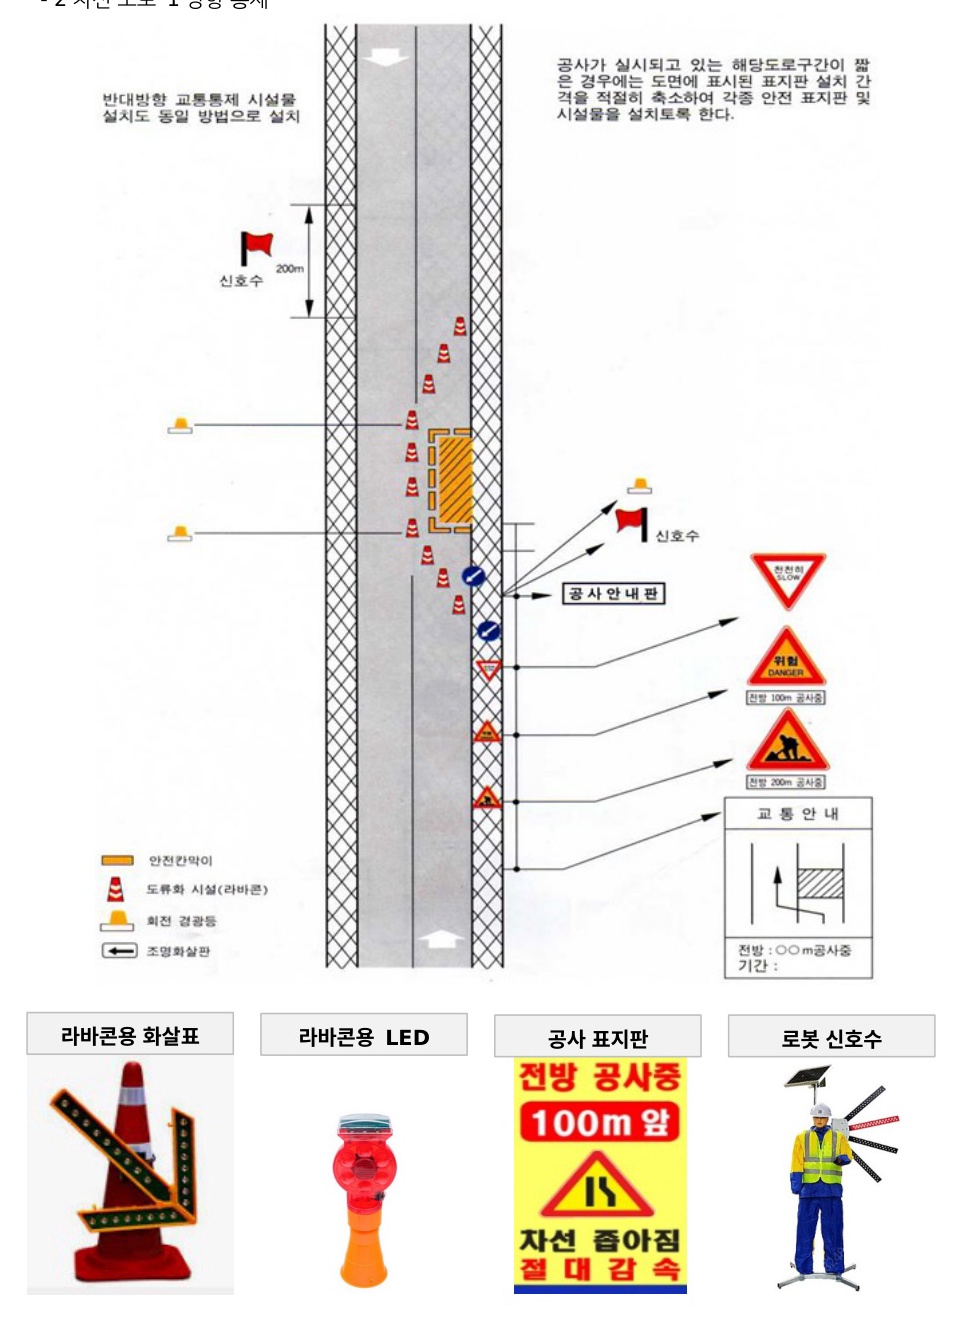 - 2 차선 도로 1 방향 통제
반대방향 교통통제 시설물
설치도 동일 방법으로 설치
공사가 실시되고 있는 해당도로구간이 짧
은 경우에는 도면에 표시된 표지판 설치 간
격을 적절히 축소하여 각종 안전 표지판 및
시설물을 설치토록 한다.
200m
신호수
신호수
공사안내판
천천히
SLOW
위험
DANGER
전방 100m 공사중
전방 200m 공사중
교 통 안 내
전방 : ○○m공사중
기간 :
안전칸막이
도류화 시설(라바콘)
회전 경광등
조명화살판
라바콘용 화살표
라바콘용 LED
공사 표지판
로봇 신호수
전방 공사중
100m 앞
차선 좁아짐
절대감속